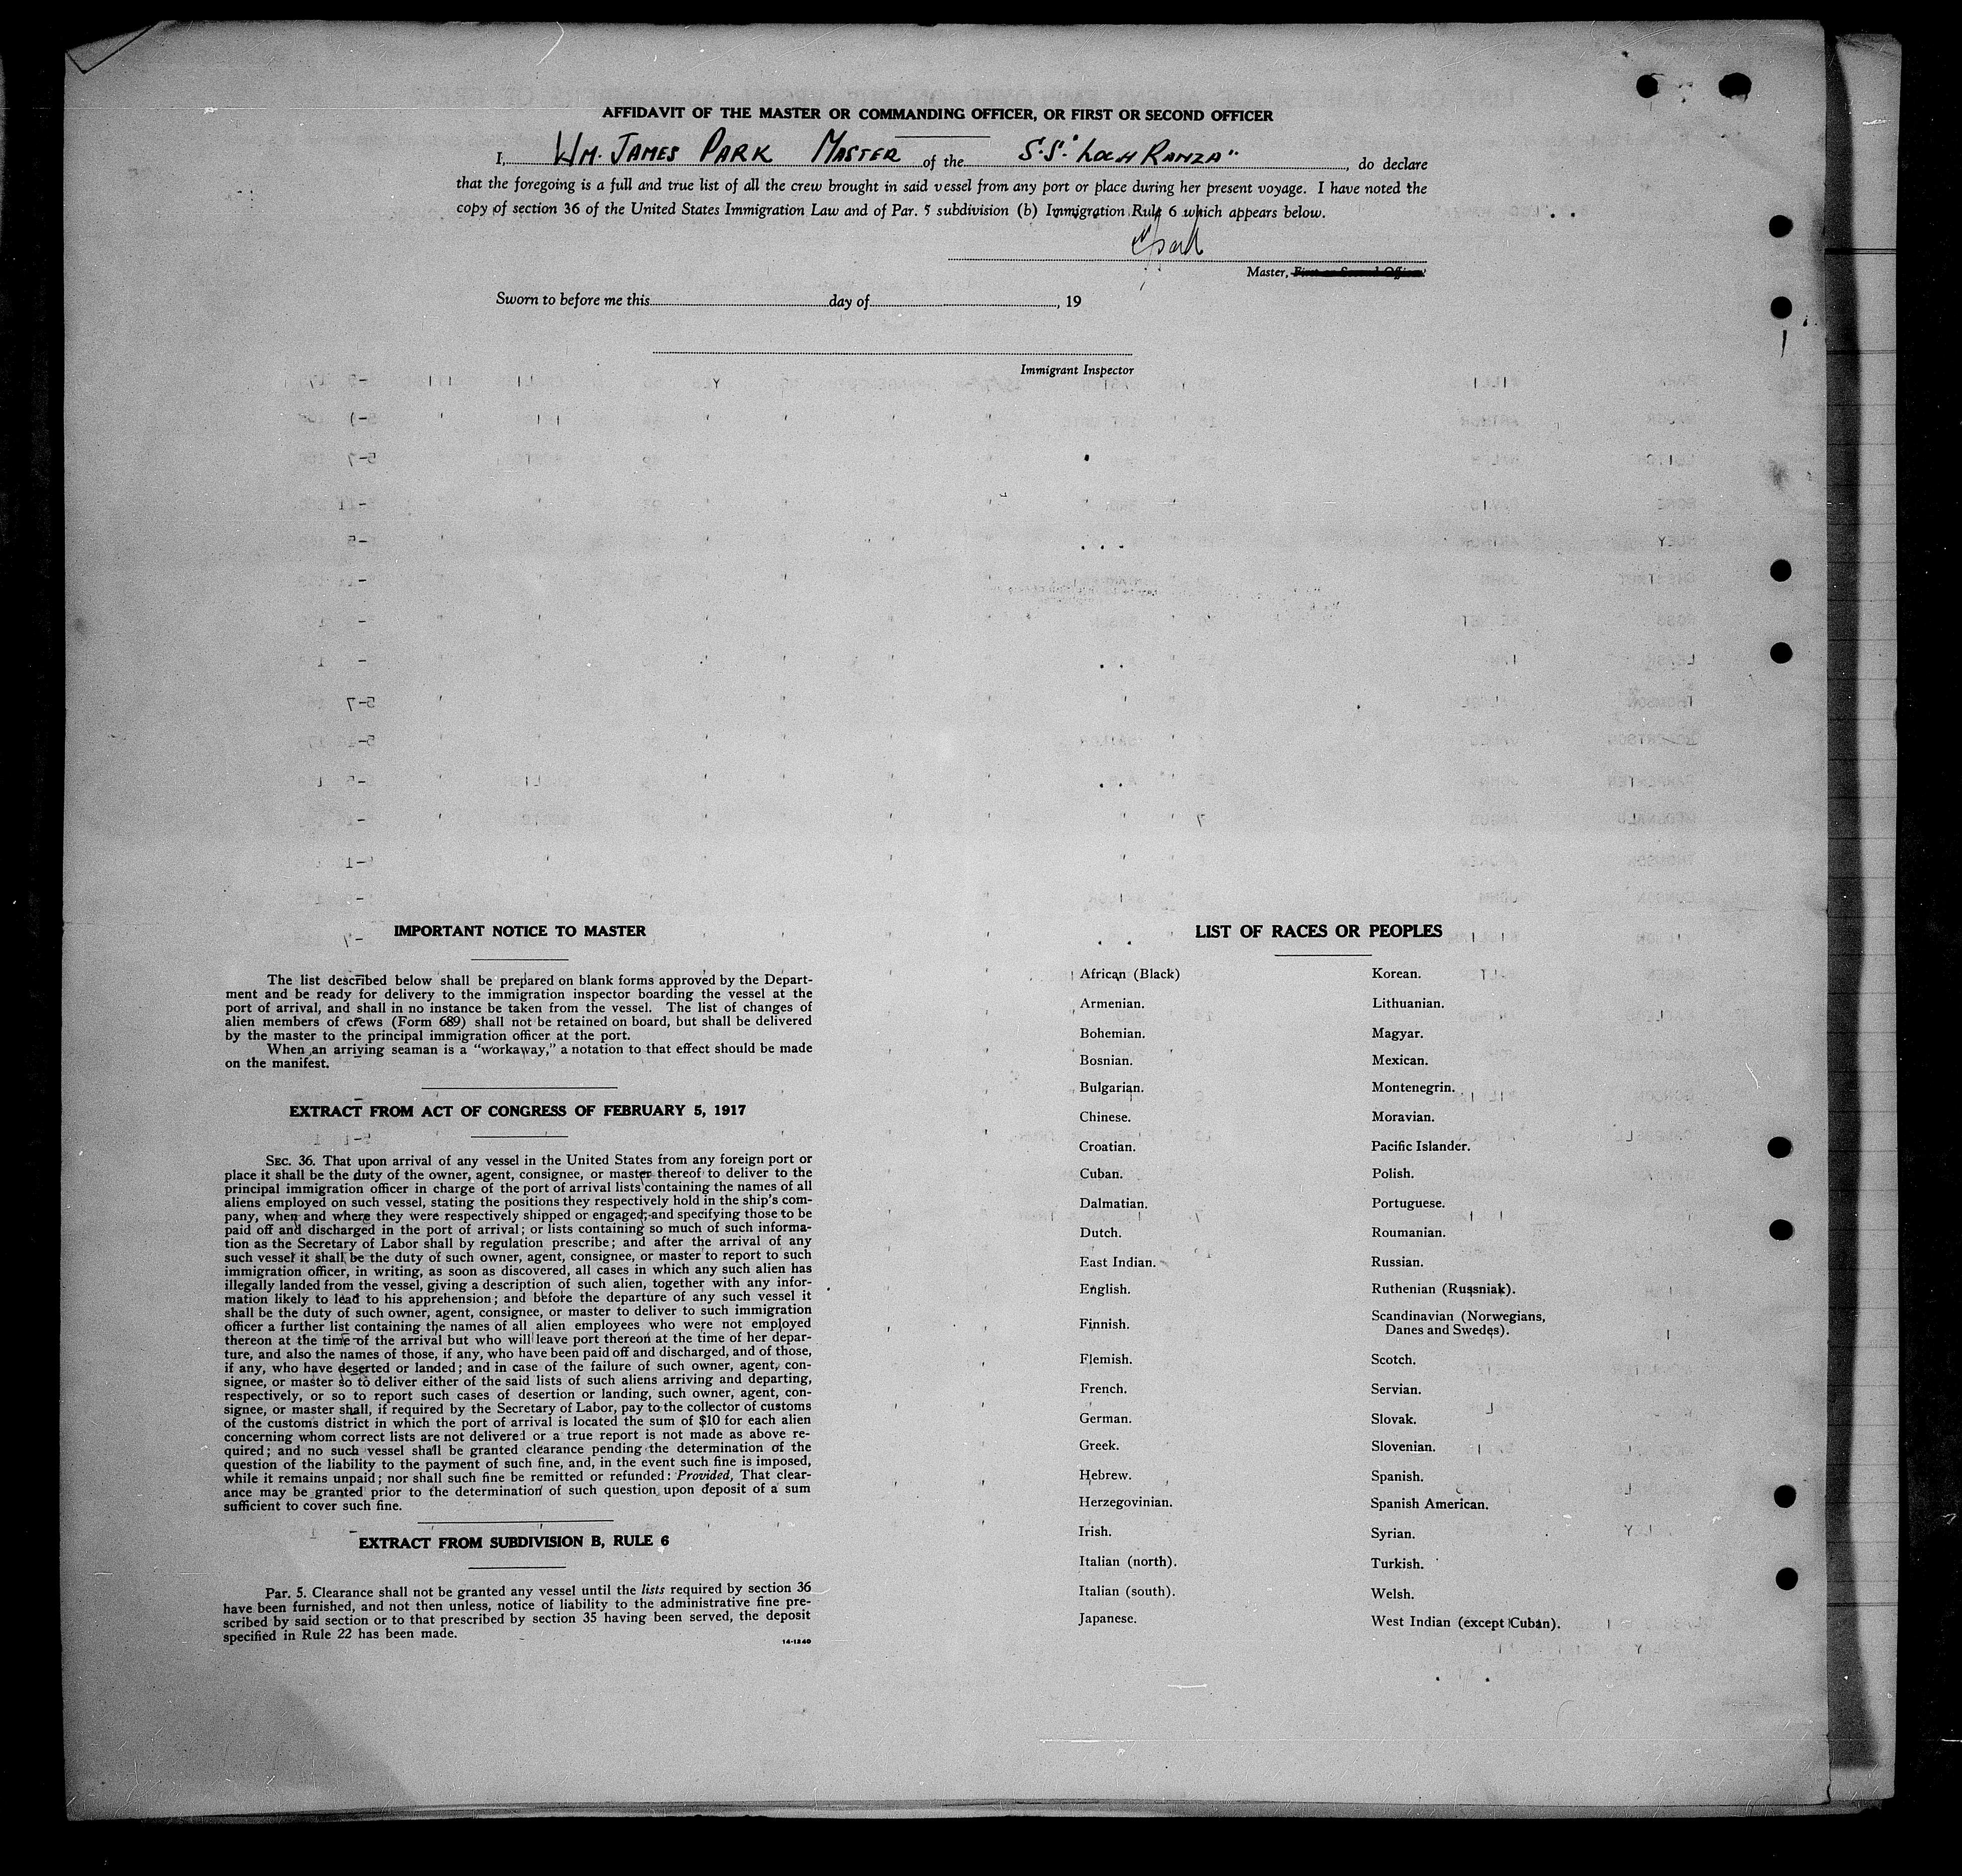 AFFIDAVIT OF THE MASTER OR COMMANDING OFFICER, OR FIRST OR SECOND OFFICER
I, Wm. JAMES PARK MASTER of the S.S. "LOCH RANZA", do declare
that the foregoing is a full and true list of all the crew brought in said vessel from any port or place during her present voyage. I have noted the
copy of section 36 of the United States Immigration Law and of Par. 5 subdivision (b) Immigration Rule 6 which appears below.
Master, First or Second Officer
Sworn to before me this day of , 19
Immigrant Inspector
IMPORTANT NOTICE TO MASTER
The list described below shall be prepared on blank forms approved by the Depart-
ment and be ready for delivery to the immigration inspector boarding the vessel at the
port of arrival, and shall in no instance be taken from the vessel. The list of changes of
alien members of crews (Form 689) shall not be retained on board, but shall be delivered
by the master to the principal immigration officer at the port.
When an arriving seaman is a "workaway," a notation to that effect should be made
on the manifest.
EXTRACT FROM ACT OF CONGRESS OF FEBRUARY 5, 1917
SEC. 36. That upon arrival of any vessel in the United States from any foreign port or
place it shall be the duty of the owner, agent, consignee, or master thereof to deliver to the
principal immigration officer in charge of the port of arrival lists containing the names of all
aliens employed on such vessel, stating the positions they respectively hold in the ship's com-
pany, when and where they were respectively shipped or engaged, and specifying those to be
paid off and discharged in the port of arrival; or lists containing so much of such informa-
tion as the Secretary of Labor shall by regulation prescribe; and after the arrival of any
such vessel it shall be the duty of such owner, agent, consignee, or master to report to such
immigration officer, in writing, as soon as discovered, all cases in which any such alien has
illegally landed from the vessel, giving a description of such alien, together with any infor-
mation likely to lead to his apprehension; and before the departure of any such vessel it
shall be the duty of such owner, agent, consignee, or master to deliver to such immigration
officer a further list containing the names of all alien employees who were not employed
thereon at the time of the arrival but who will leave port thereon at the time of her depar-
ture, and also the names of those, if any, who have been paid off and discharged, and of those,
if any, who have deserted or landed; and in case of the failure of such owner, agent, con-
signee, or master so to deliver either of the said lists of such aliens arriving and departing,
respectively, or so to report such cases of desertion or landing, such owner, agent, con-
signee, or master shall, if required by the Secretary of Labor, pay to the collector of customs
of the customs district in which the port of arrival is located the sum of $10 for each alien
concerning whom correct lists are not delivered or a true report is not made as above re-
quired; and no such vessel shall be granted clearance pending the determination of the
question of the liability to the payment of such fine, and, in the event such fine is imposed,
while it remains unpaid; nor shall such fine be remitted or refunded: Provided, That clear-
ance may be granted prior to the determination of such question upon deposit of a sum
sufficient to cover such fine.
EXTRACT FROM SUBDIVISION B, RULE 6
Par. 5. Clearance shall not be granted any vessel until the lists required by section 36
have been furnished, and not then unless, notice of liability to the administrative fine pre-
scribed by said section or to that prescribed by section 35 having been served, the deposit
specified in Rule 22 has been made.
14-1240
LIST OF RACES OR PEOPLES
African (Black)
Armenian.
Bohemian.
Bosnian.
Bulgarian.
Chinese.
Croatian.
Cuban.
Dalmatian.
Dutch.
East Indian.
English.
Finnish.
Flemish.
French.
German.
Greek.
Hebrew.
Herzegovinian.
Irish.
Italian (north).
Italian (south).
Japanese.
Korean.
Lithuanian.
Magyar.
Mexican.
Montenegrin.
Moravian.
Pacific Islander.
Polish.
Portuguese.
Roumanian.
Russian.
Ruthenian (Russniak).
Scandinavian (Norwegians,
Danes and Swedes).
Scotch.
Servian.
Slovak.
Slovenian.
Spanish.
Spanish American.
Syrian.
Turkish.
Welsh.
West Indian (except Cuban).